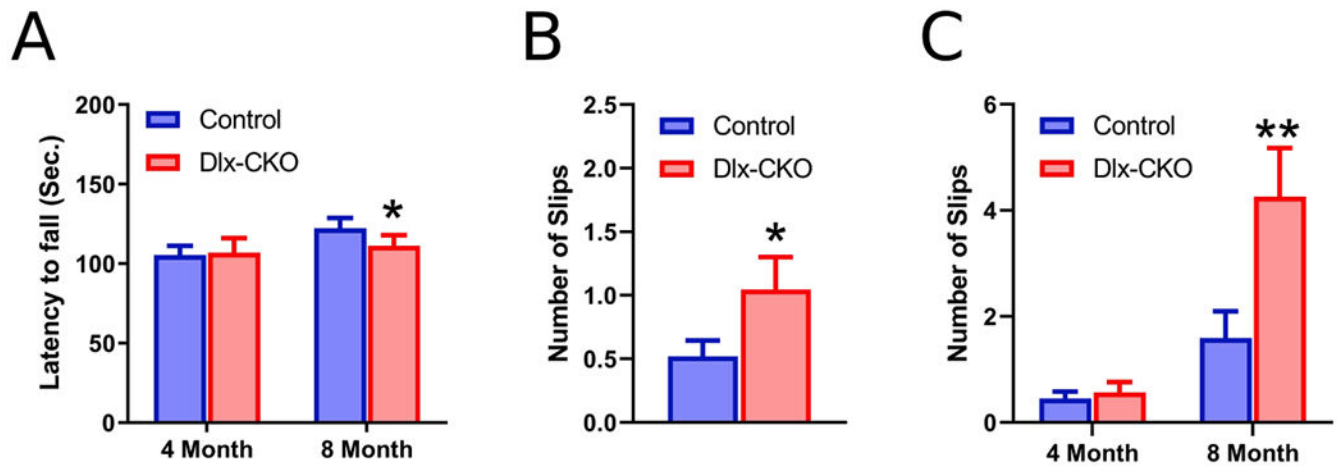 A
Latency to fall (Sec.)
200
150
100
50
0
Control
Dlx-CKO
*
4 Month
8 Month
B
Number of Slips
2.5
2.0
1.5
1.0
0.5
0.0
Control
Dlx-CKO
*
C
Number of Slips
6
4
2
0
Control
Dlx-CKO
**
4 Month
8 Month